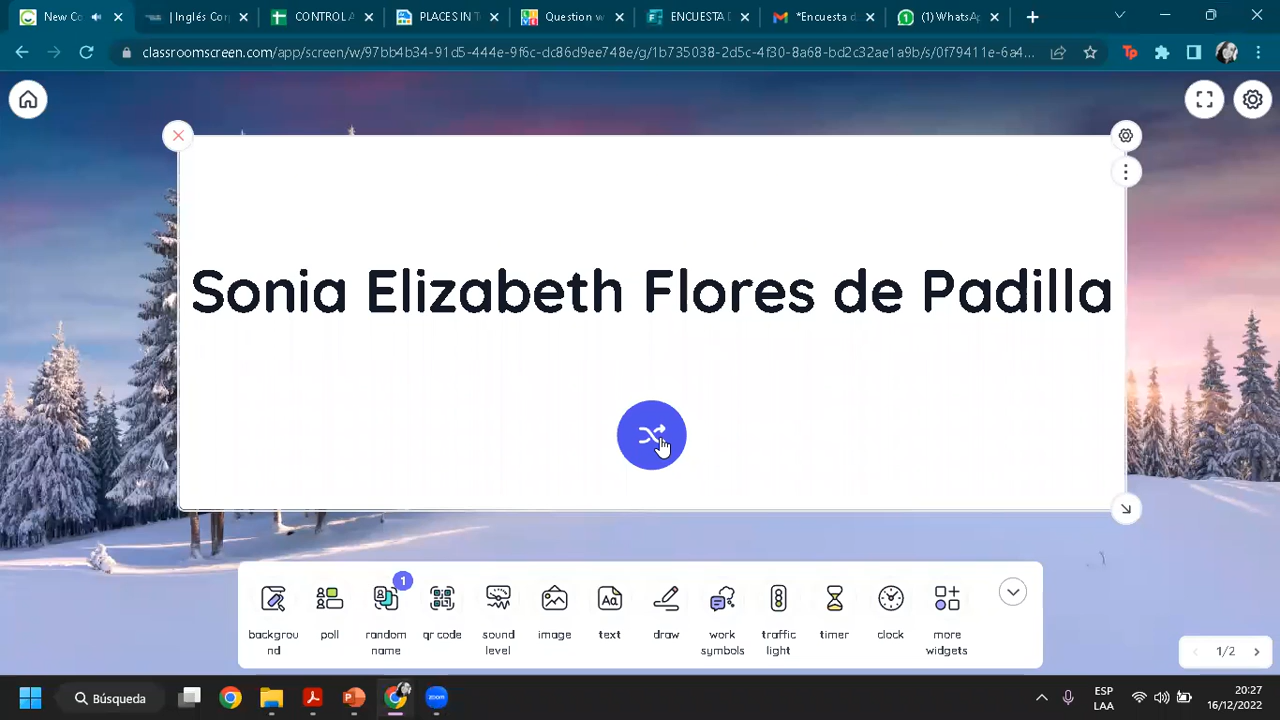 New Co
| Inglés Cor
CONTROL A
PLACES IN T
Question w
ENCUESTA D
*Encuesta d
(1) WhatsA
classroomscreen.com/app/screen/w/97bb4b34-91d5-444e-9f6c-dc86d9ee748e/g/1b735038-2d5c-4f30-8a68-bd2c32ae1a9b/s/0f79411e-6a4...
Sonia Elizabeth Flores de Padilla
1
backgrou
nd
poll
random
name
qr code
sound
level
image
Aa
text
draw
work
symbols
traffic
light
timer
clock
more
widgets
1/2
Búsqueda
zoom
ESP
LAA
20:27
16/12/2022